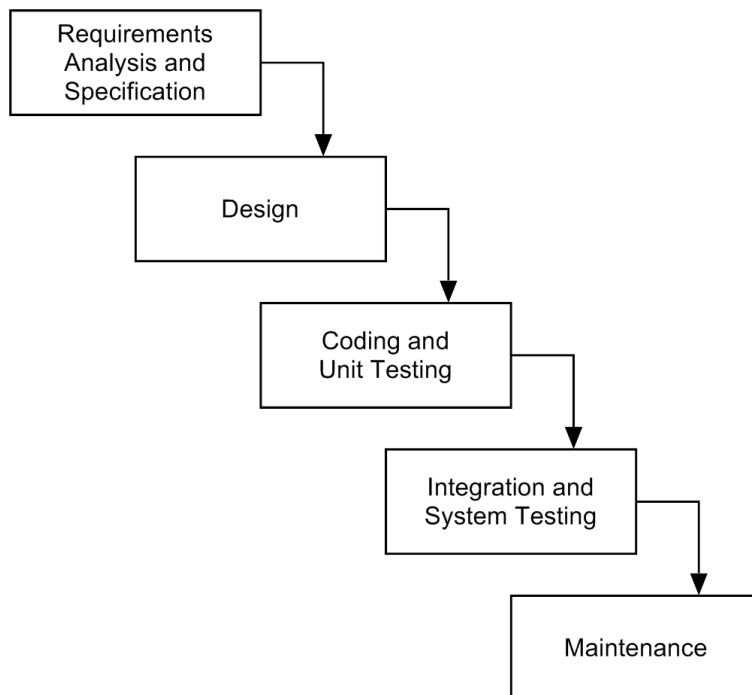 Requirements
Analysis and
Specification
Design
Coding and
Unit Testing
Integration and
System Testing
Maintenance